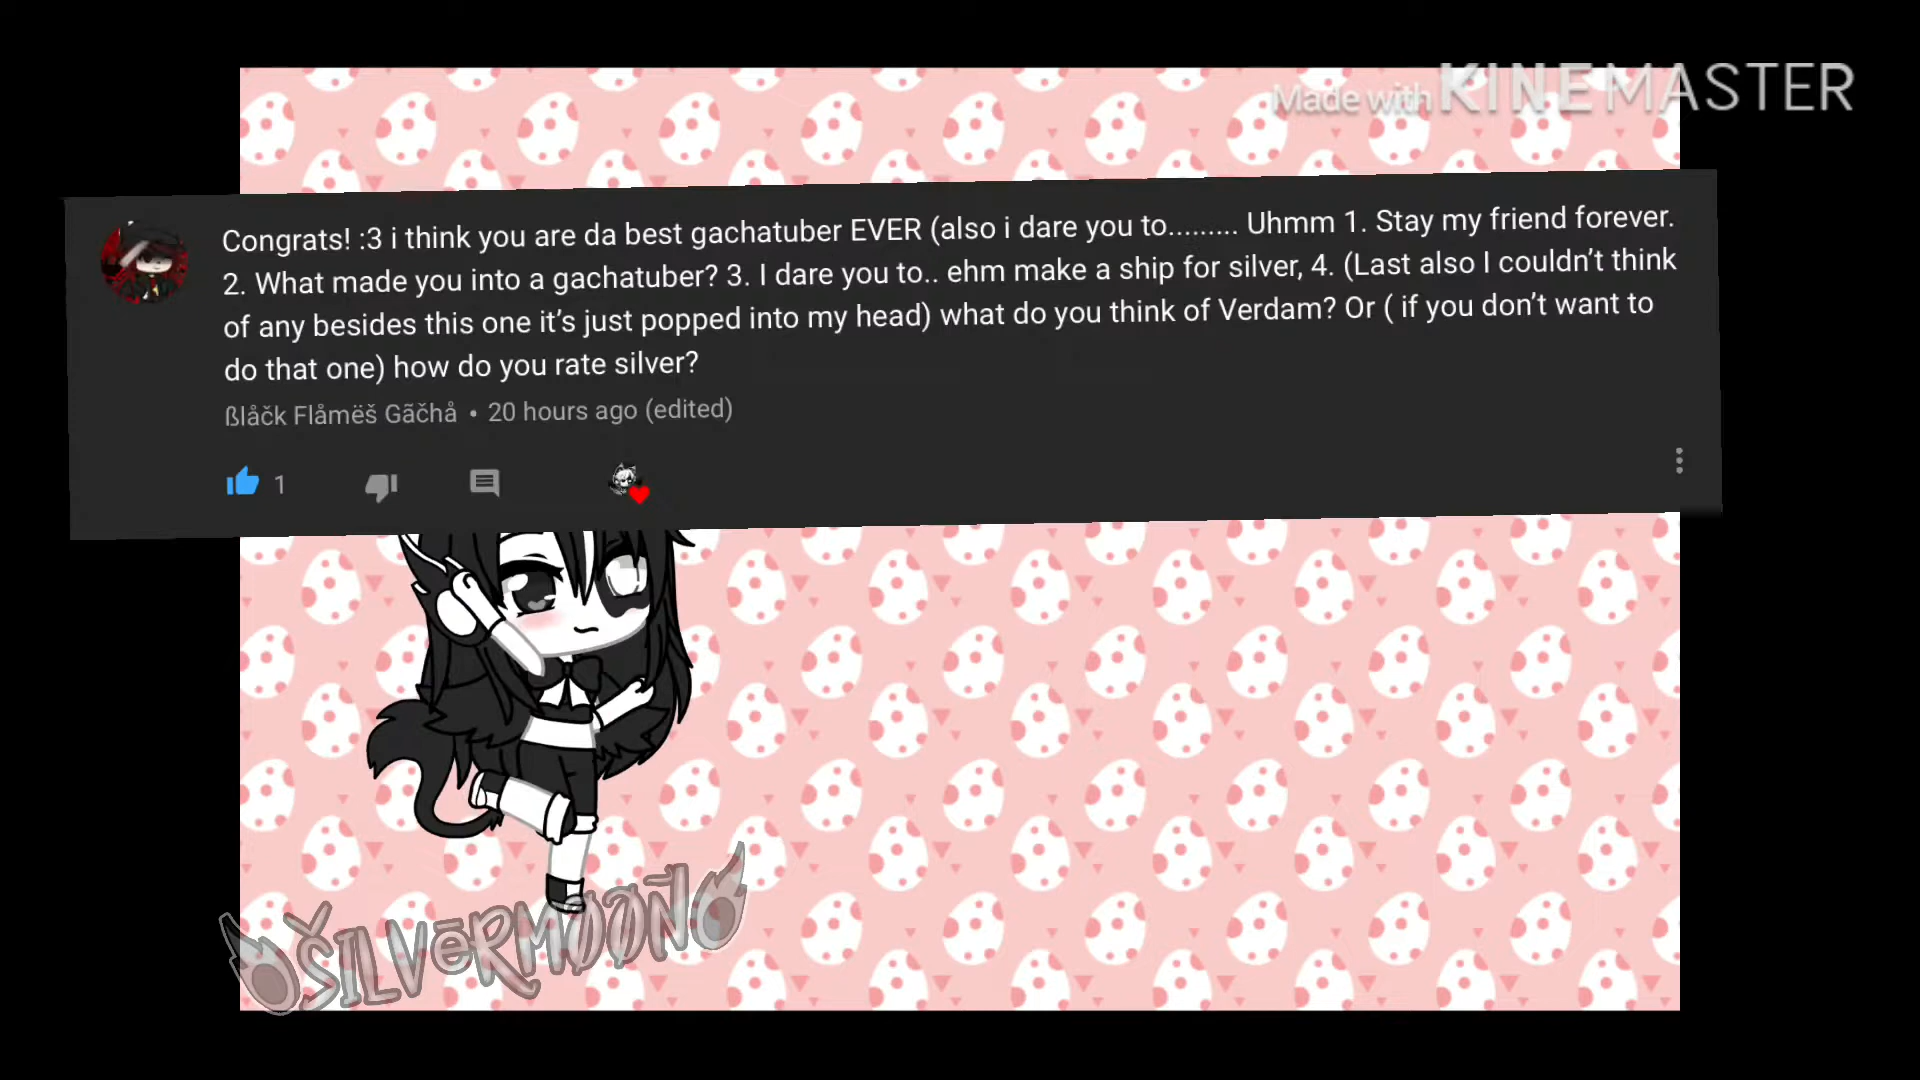 Made with KINEMASTER
Congrats! :3 i think you are da best gachatuber EVER (also i dare you to......... Uhmm 1. Stay my friend forever.
2. What made you into a gachatuber? 3. I dare you to.. ehm make a ship for silver, 4. (Last also I couldn’t think
of any besides this one it’s just popped into my head) what do you think of Verdam? Or ( if you don’t want to
do that one) how do you rate silver?
ßlåčk Flåmëš Gãčhå • 20 hours ago (edited)
1
ŠILVēRMØØÑ